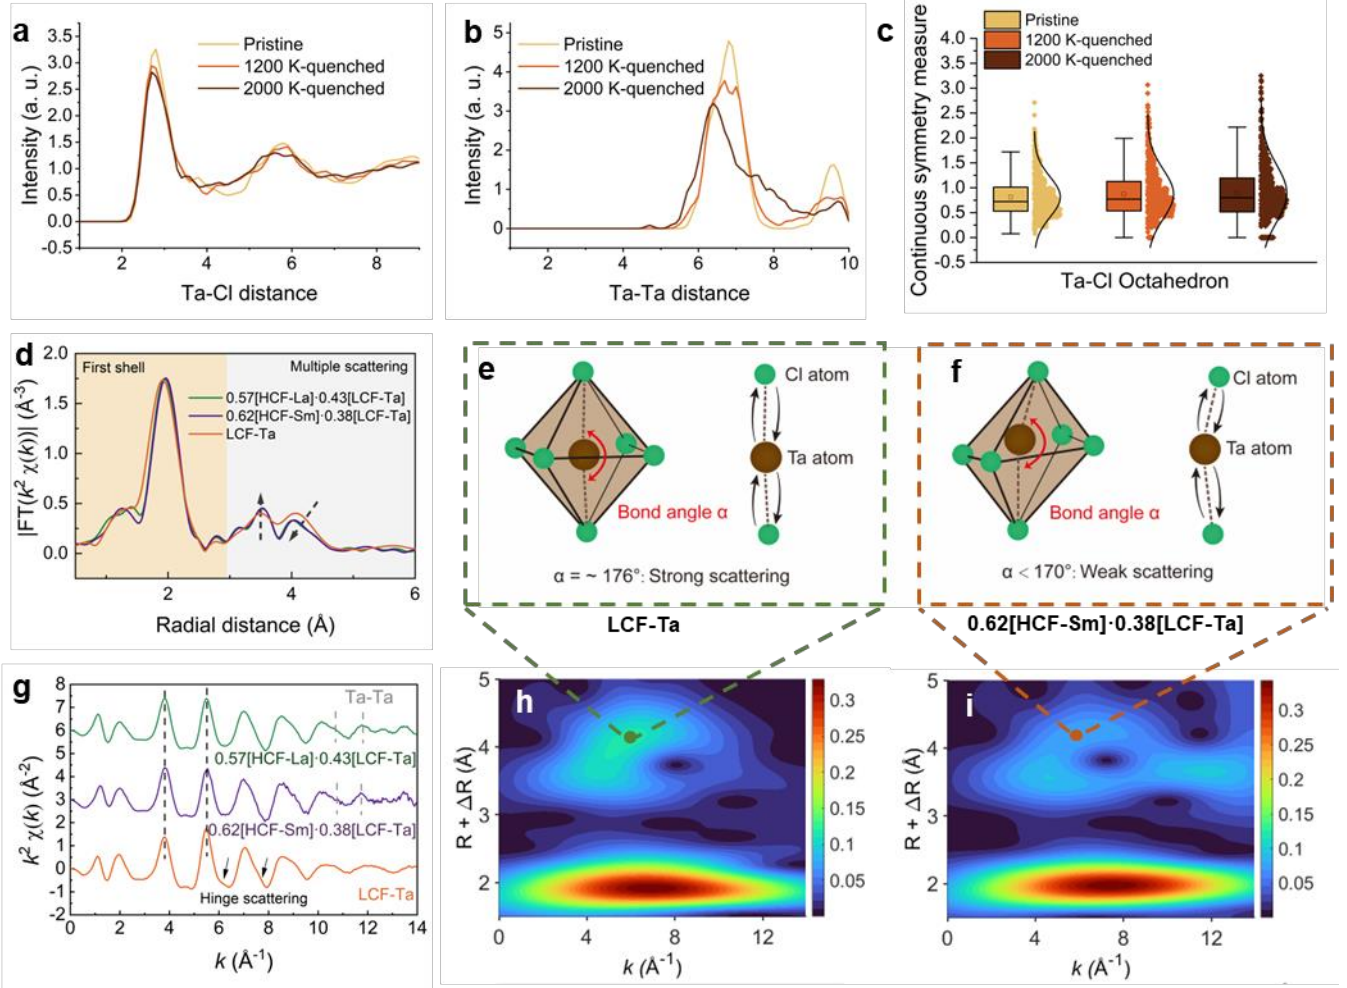 a
Pristine
1200 K-quenched
2000 K-quenched
Intensity (a. u.)
3.5
3.0
2.5
2.0
1.5
1.0
0.5
0.0
-0.5
2
4
6
8
Ta-Cl distance
b
Pristine
1200 K-quenched
2000 K-quenched
Intensity (a. u.)
5
4
3
2
1
0
2
4
6
8
10
Ta-Ta distance
c
Pristine
1200 K-quenched
2000 K-quenched
Continuous symmetry measure
4.0
3.5
3.0
2.5
2.0
1.5
1.0
0.5
0.0
-0.5
Ta-Cl Octahedron
d
First shell
Multiple scattering
0.57[HCF-La]·0.43[LCF-Ta]
0.62[HCF-Sm]·0.38[LCF-Ta]
LCF-Ta
|FT(k² χ(k))| (Å⁻³)
2.0
1.5
1.0
0.5
0.0
2
4
6
Radial distance (Å)
e
Cl atom
Ta atom
Bond angle α
α = ~ 176°: Strong scattering
LCF-Ta
f
Cl atom
Ta atom
Bond angle α
α < 170°: Weak scattering
0.62[HCF-Sm]·0.38[LCF-Ta]
g
Ta-Ta
0.57[HCF-La]·0.43[LCF-Ta]
0.62[HCF-Sm]·0.38[LCF-Ta]
Hinge scattering
LCF-Ta
k² χ(k) (Å⁻²)
8
7
6
5
4
3
2
1
0
-1
-2
0
2
4
6
8
10
12
14
k (Å⁻¹)
h
R + ΔR (Å)
5
4
3
2
0
4
8
12
k (Å⁻¹)
0.3
0.25
0.2
0.15
0.1
0.05
i
R + ΔR (Å)
5
4
3
2
0
4
8
12
k (Å⁻¹)
0.3
0.25
0.2
0.15
0.1
0.05